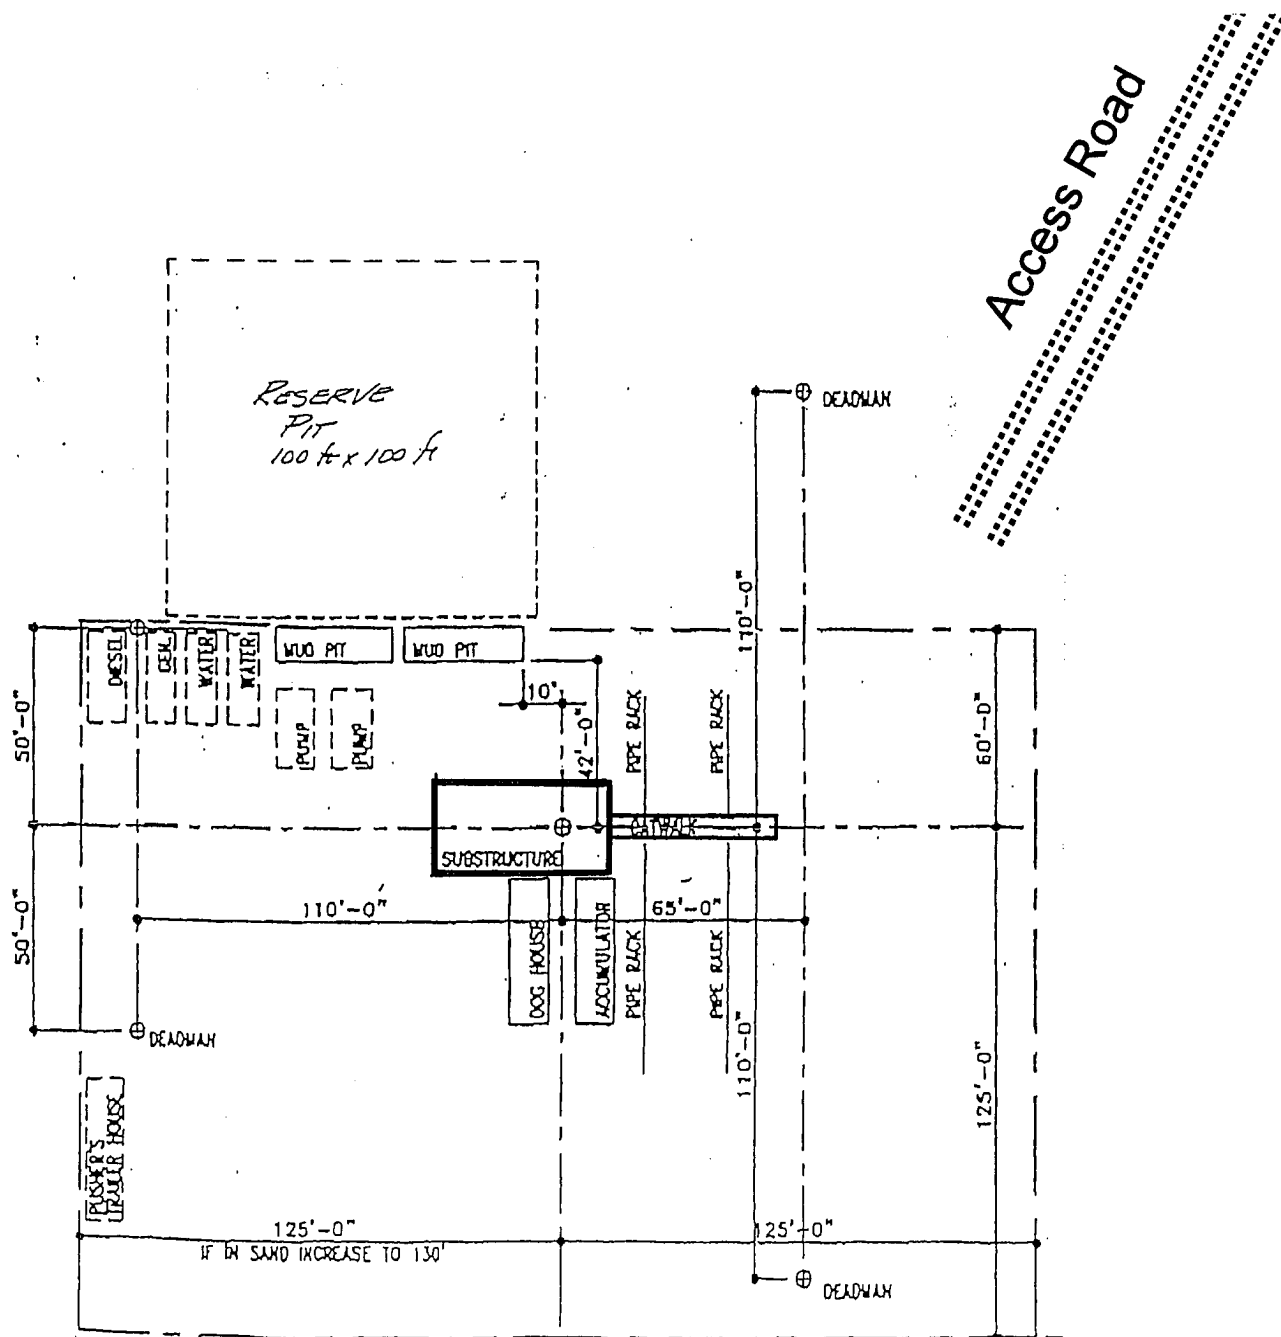 Access Road
RESERVE
PIT
100 ft x 100 ft
DEADMAN
110'-0"
DIESEL
GEN.
WATER
WATER
MUD PIT
MUD PIT
PUMP
PUMP
10'
42'-0"
PIPE RACK
PIPE RACK
50'-0"
60'-0"
CATWALK
SUBSTRUCTURE
110'-0"
65'-0"
50'-0"
DOG HOUSE
ACCUMULATOR
PIPE RACK
PIPE RACK
DEADMAN
110'-0"
125'-0"
PUSHER'S
TRAILER HOUSE
125'-0"
IF IN SAND INCREASE TO 130'
125'-0"
DEADMAN